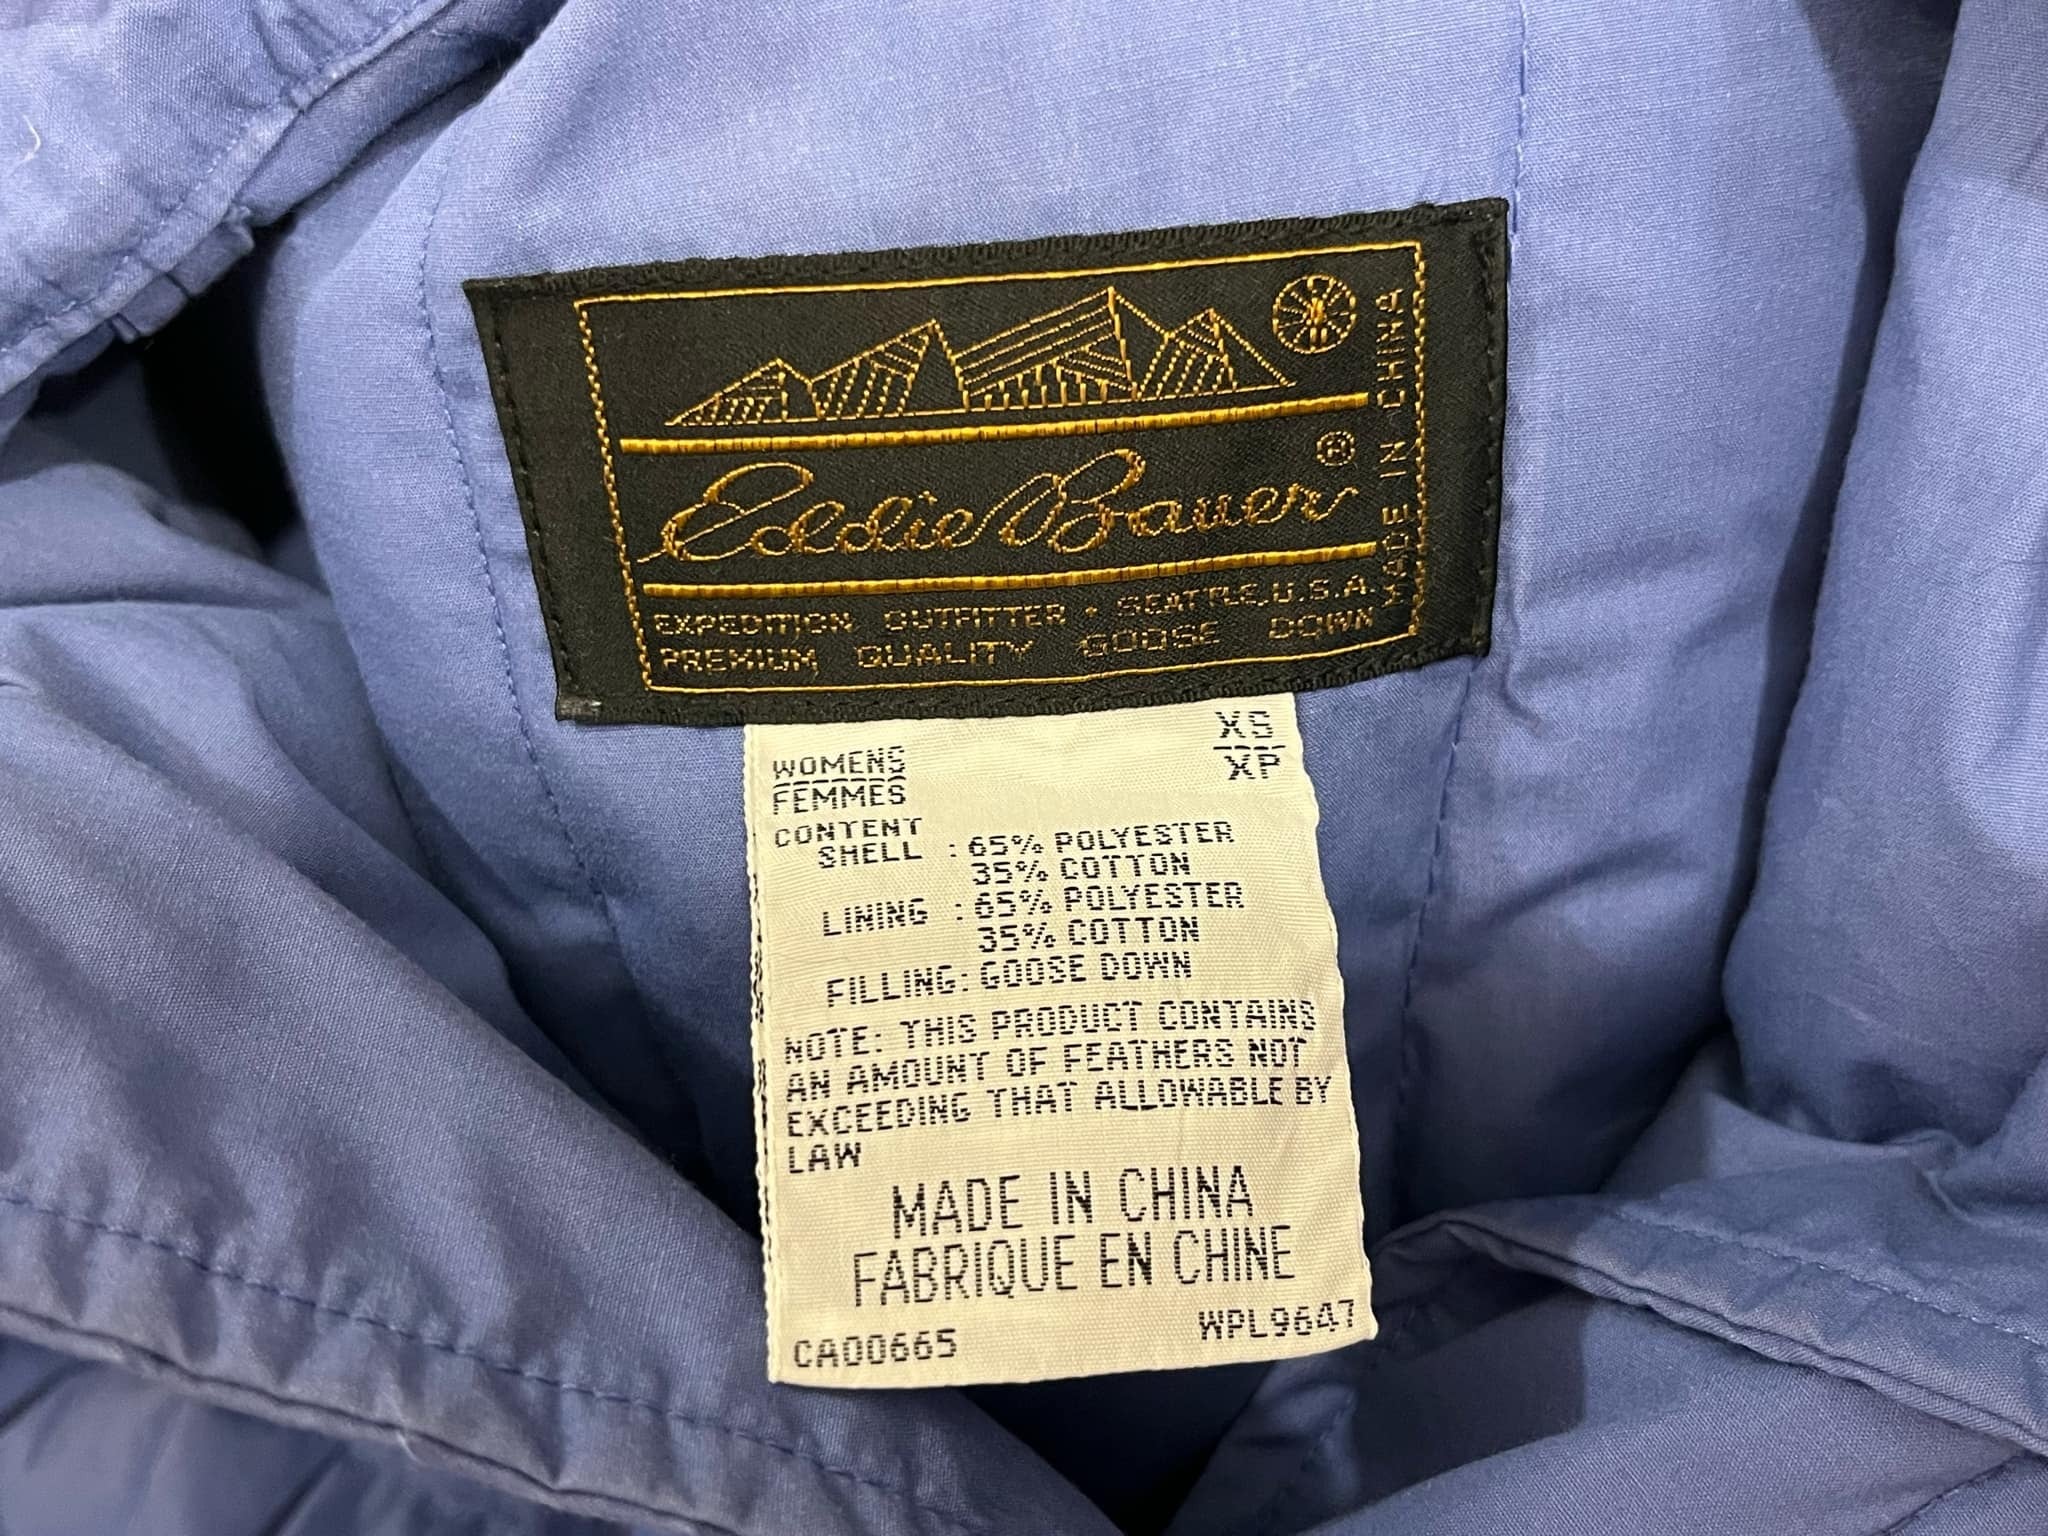 Eddie Bauer ®
EXPEDITION OUTFITTER • SEATTLE, U.S.A.
PREMIUM QUALITY GOOSE DOWN
MADE IN CHINA
XS
XP
WOMENS
FEMMES
CONTENT
SHELL : 65% POLYESTER
35% COTTON
LINING : 65% POLYESTER
35% COTTON
FILLING: GOOSE DOWN
NOTE: THIS PRODUCT CONTAINS
AN AMOUNT OF FEATHERS NOT
EXCEEDING THAT ALLOWABLE BY
LAW
MADE IN CHINA
FABRIQUE EN CHINE
CA00665 WPL9647